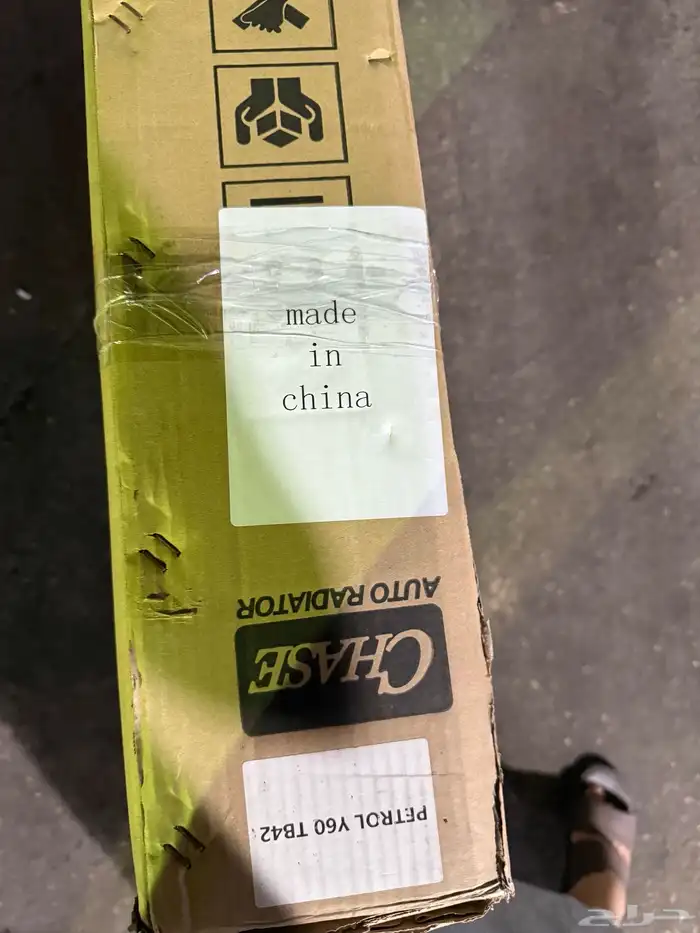 made
in
china
AUTO RADIATOR
CHASE
PETROL Y60 TB42
حراج